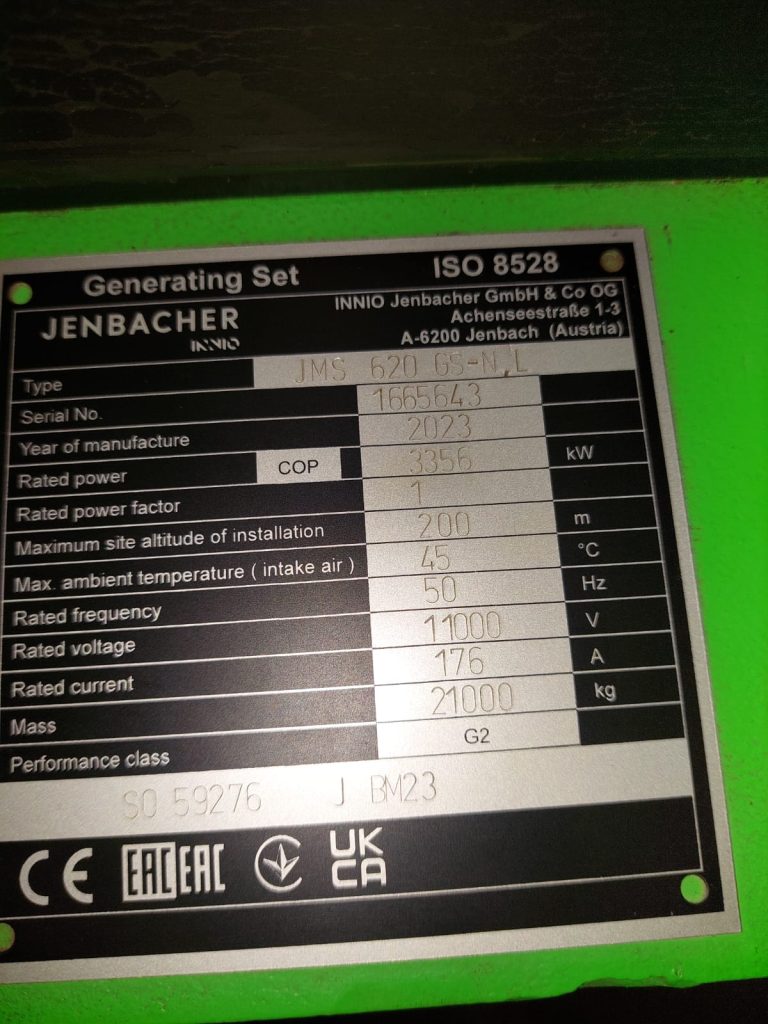 Generating Set ISO 8528
JENBACHER
INNIO
INNIO Jenbacher GmbH & Co OG
Achenseestraße 1-3
A-6200 Jenbach (Austria)
Type JMS 620 GS-N.L
Serial No. 1665643
Year of manufacture 2023
Rated power COP 3356 kW
Rated power factor 1
Maximum site altitude of installation 200 m
Max. ambient temperature ( intake air ) 45 °C
Rated frequency 50 Hz
Rated voltage 11000 V
Rated current 176 A
Mass 21000 kg
Performance class G2
SO 59276 J BM23
CE EAC EAC UK
CA